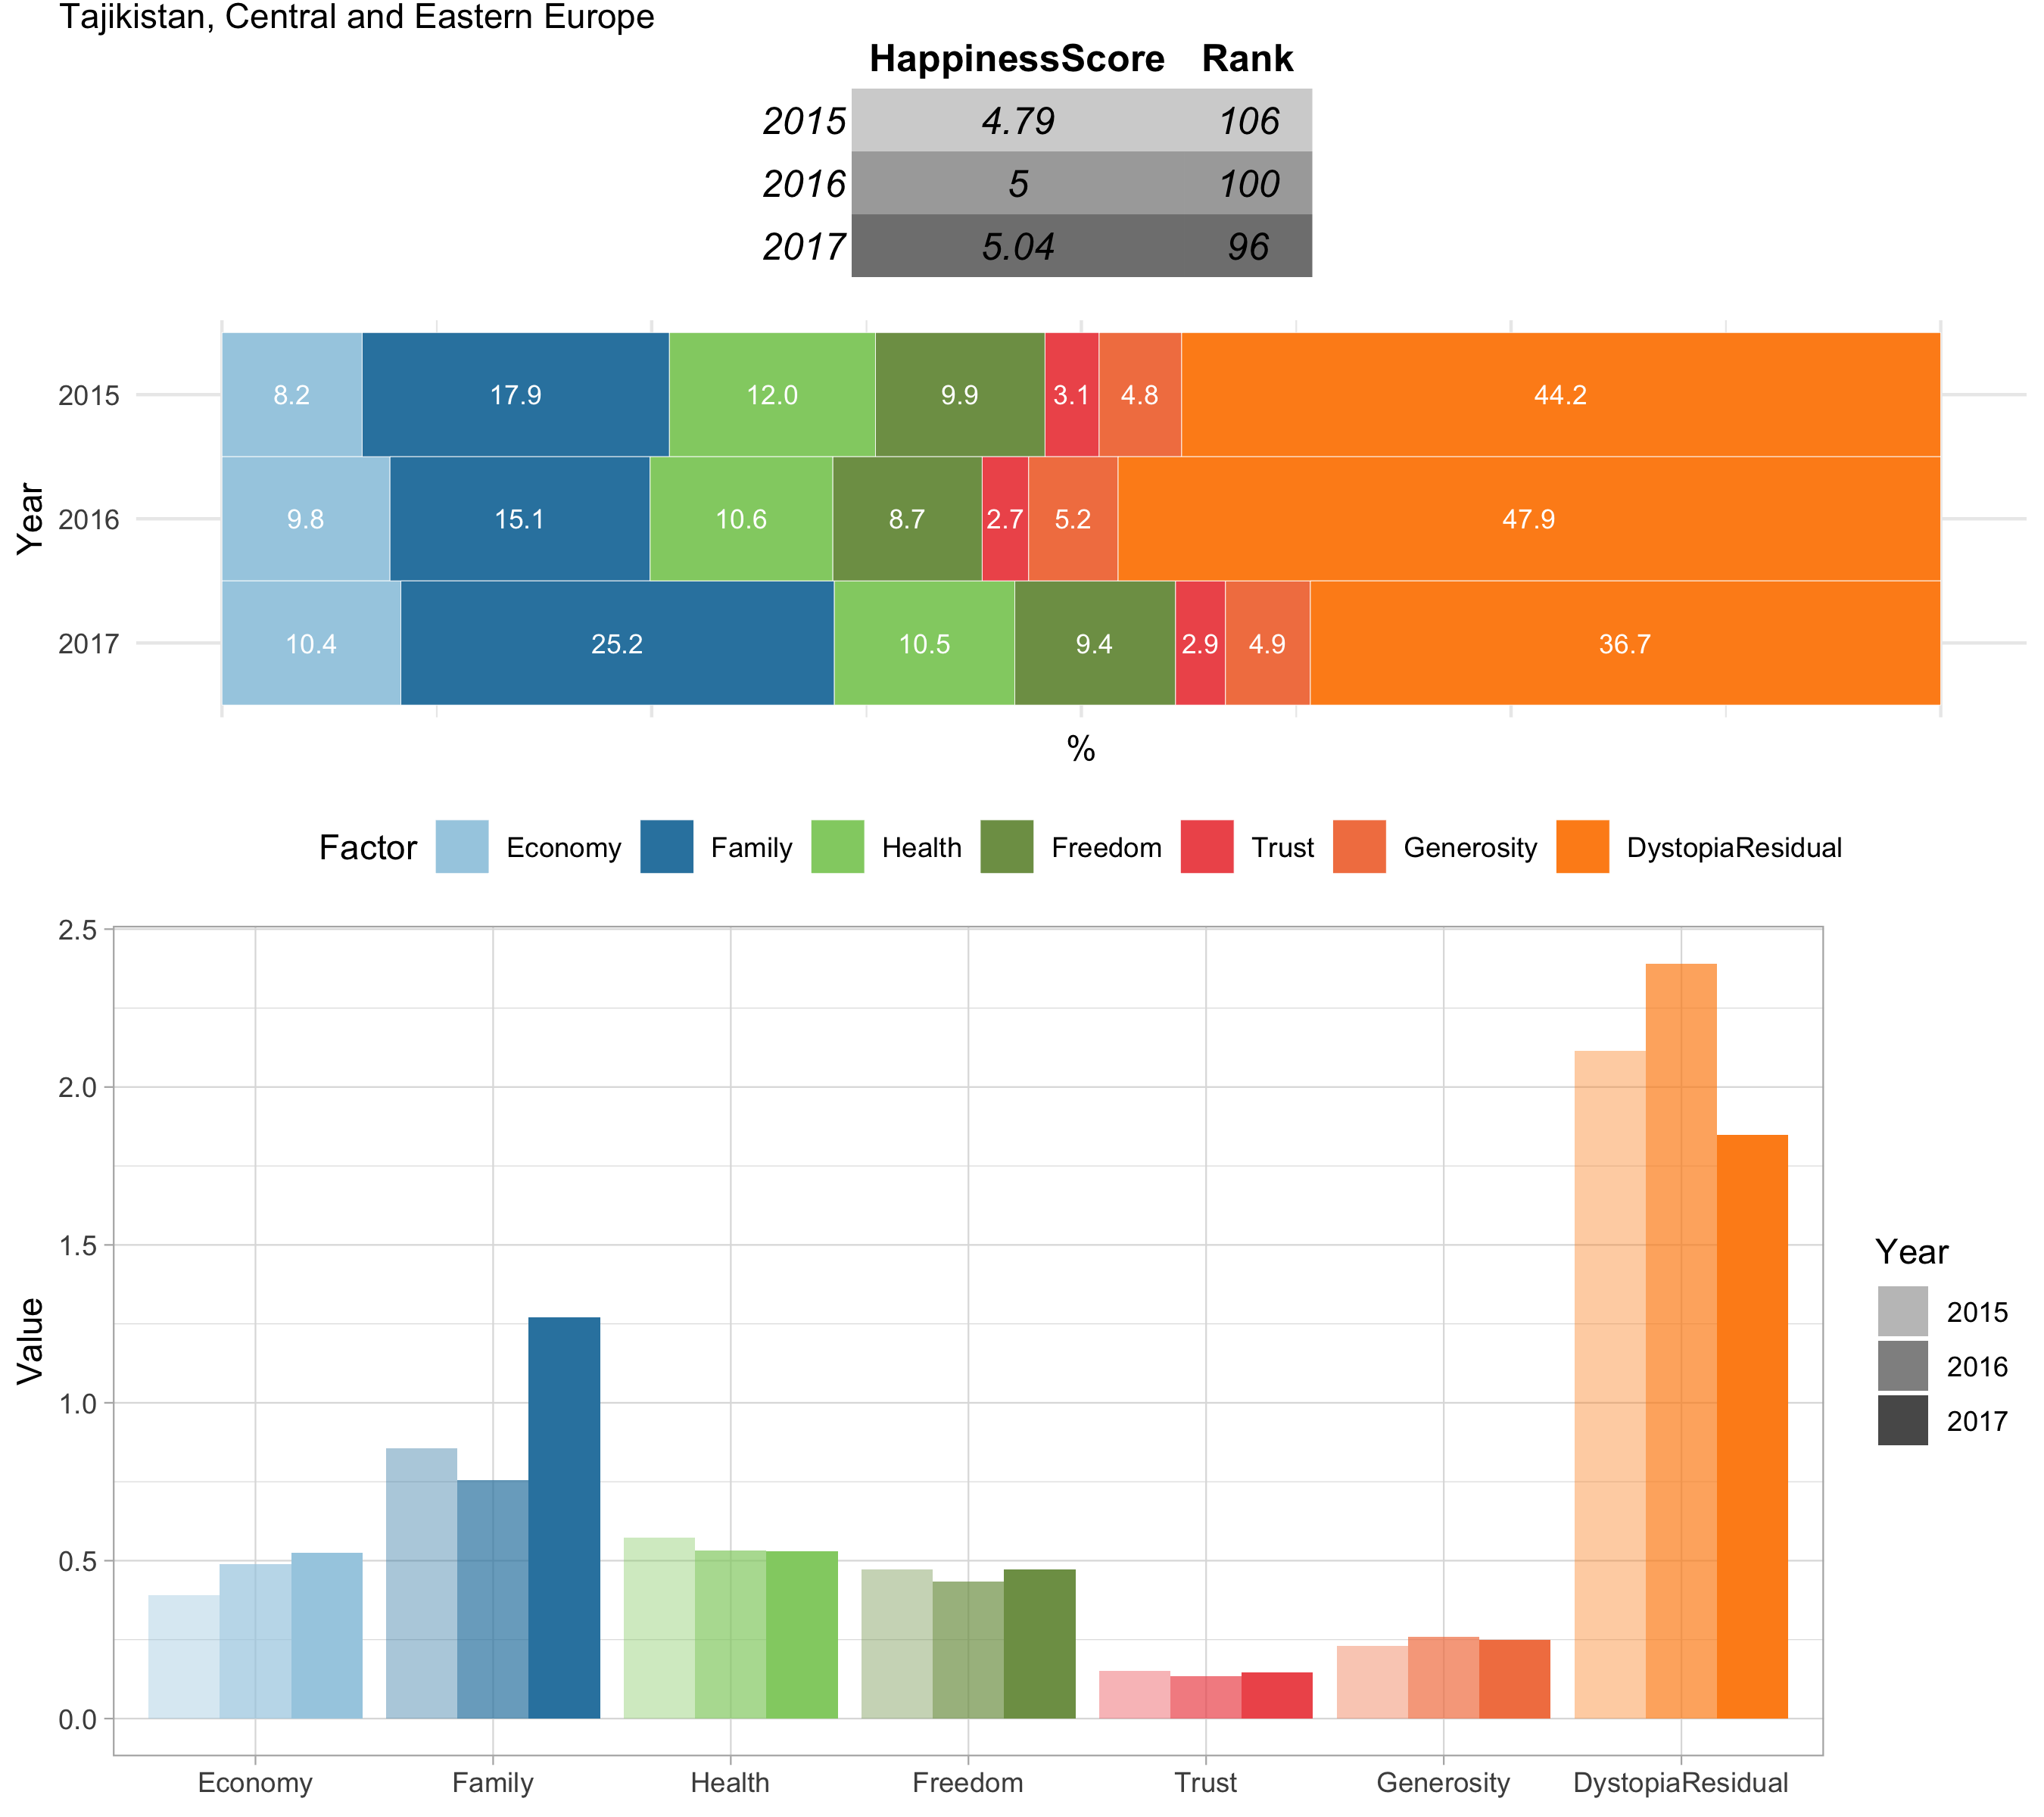 Tajikistan, Central and Eastern Europe
HappinessScore Rank
2015 4.79 106
2016 5 100
2017 5.04 96
Year
2015 8.2 17.9 12.0 9.9 3.1 4.8 44.2
2016 9.8 15.1 10.6 8.7 2.7 5.2 47.9
2017 10.4 25.2 10.5 9.4 2.9 4.9 36.7
%
Factor Economy Family Health Freedom Trust Generosity DystopiaResidual
Value
2.5
2.0
1.5
1.0
0.5
0.0
Economy Family Health Freedom Trust Generosity DystopiaResidual
Year
2015
2016
2017